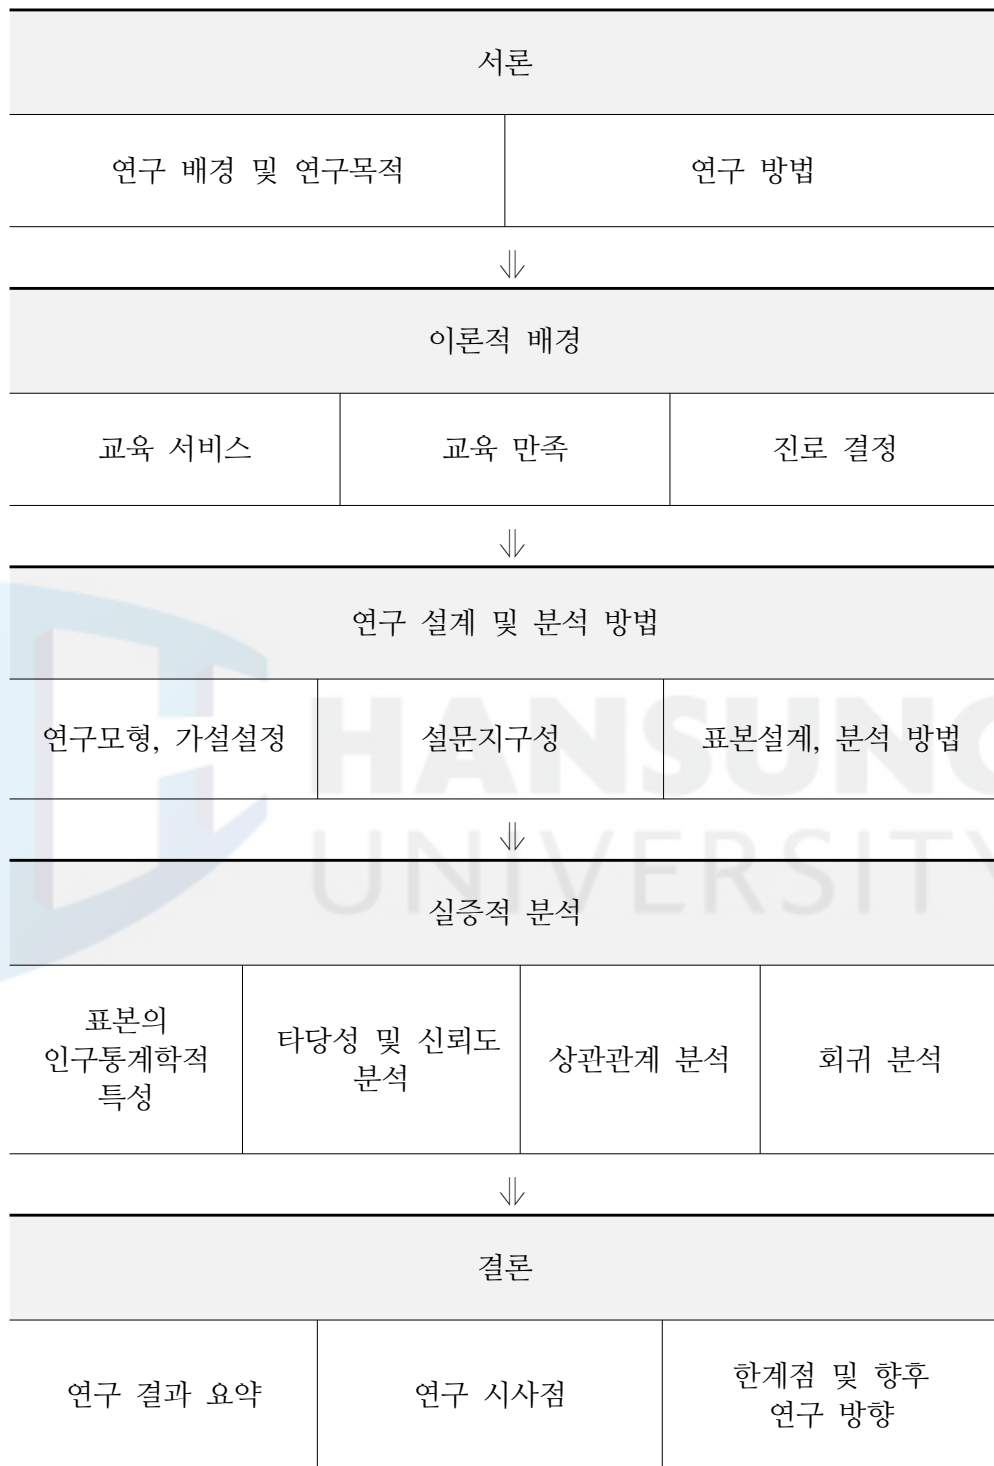 서론
연구 배경 및 연구목적 연구 방법
⇓
이론적 배경
교육 서비스 교육 만족 진로 결정
⇓
연구 설계 및 분석 방법
연구모형, 가설설정 설문지구성 표본설계, 분석 방법
⇓
실증적 분석
표본의
인구통계학적
특성
타당성 및 신뢰도
분석
상관관계 분석
회귀 분석
⇓
결론
연구 결과 요약
연구 시사점
한계점 및 향후
연구 방향
HANSUNG
UNIVERSITY